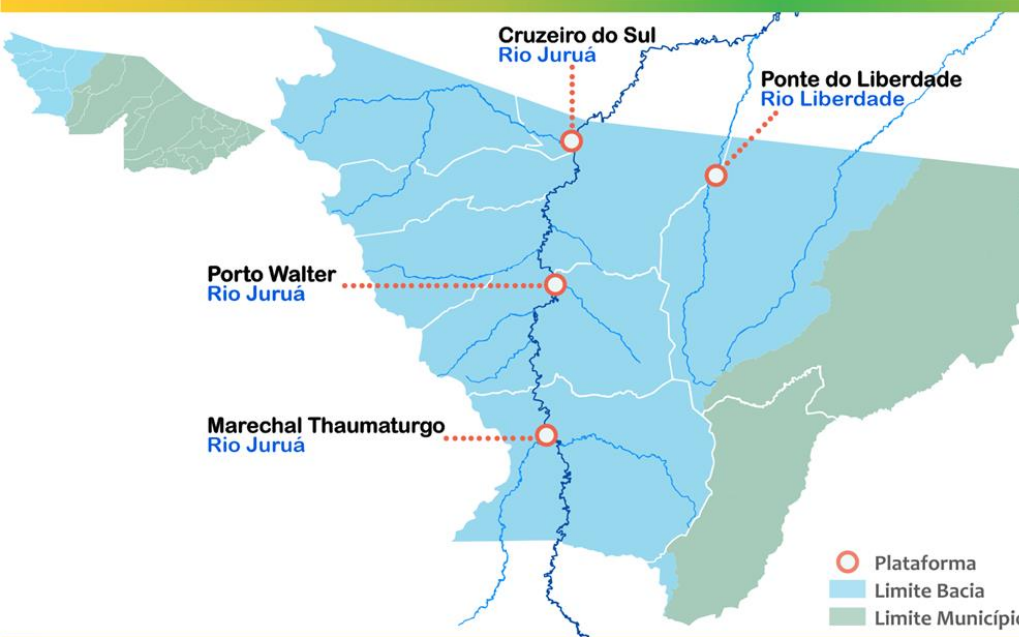 Cruzeiro do Sul
Rio Juruá
Ponte do Liberdade
Rio Liberdade
Porto Walter
Rio Juruá
Marechal Thaumaturgo
Rio Juruá
Plataforma
Limite Bacia
Limite Município